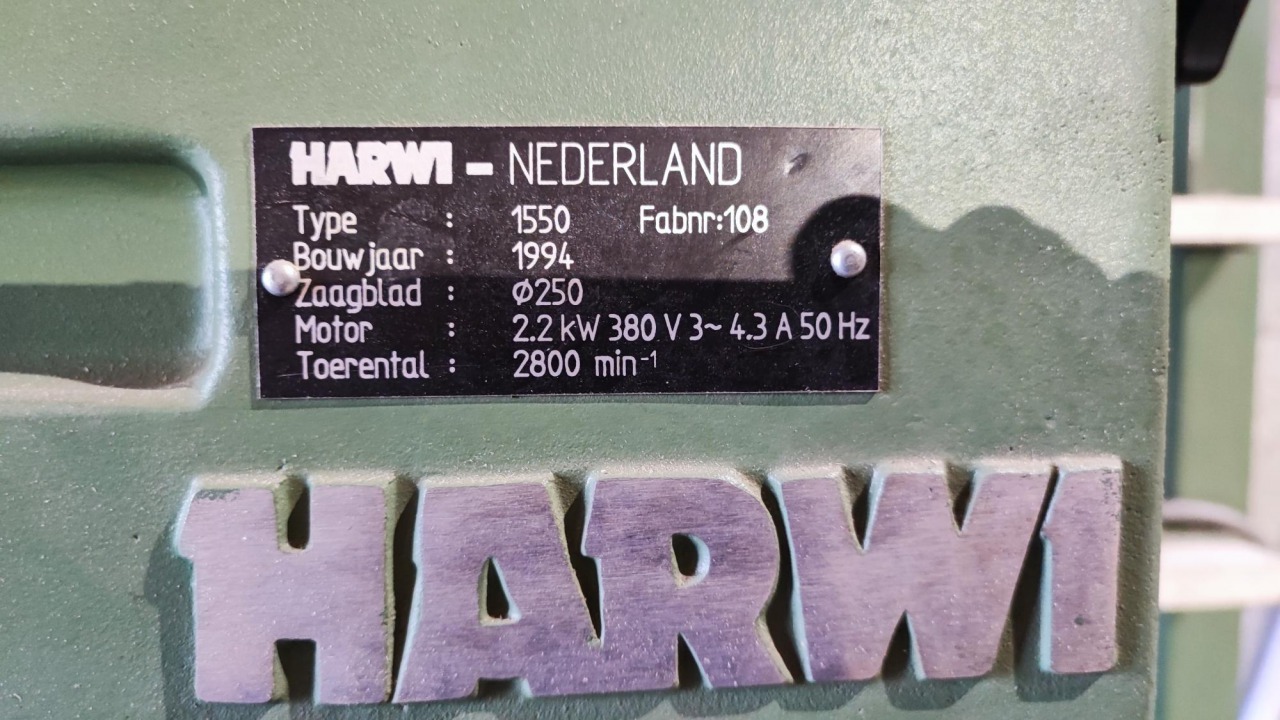 HARWI - NEDERLAND
Type : 1550 Fabnr:108
Bouwjaar : 1994
Zaagblad : Ø250
Motor : 2.2 kW 380 V 3~ 4.3 A 50 Hz
Toerental : 2800 min⁻¹
HARWI